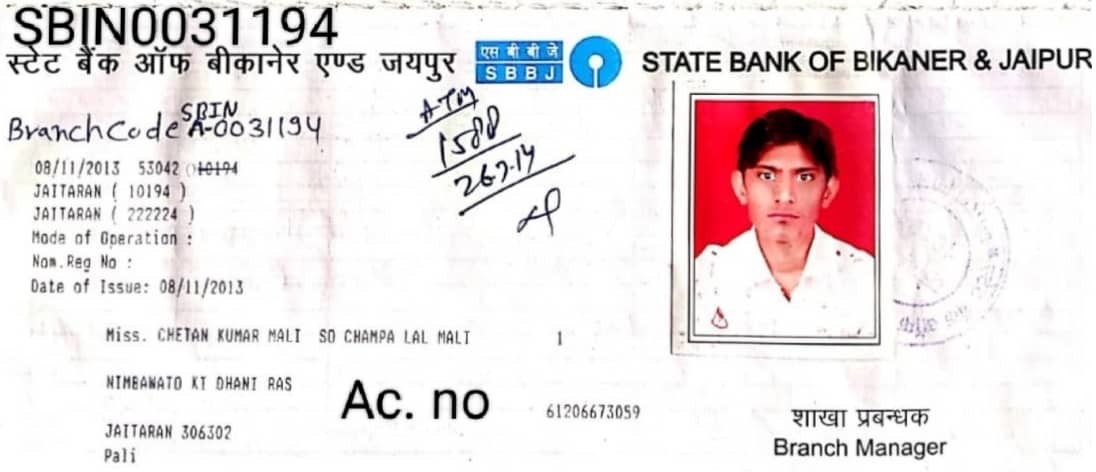 SBIN0031194
स्टेट बैंक ऑफ बीकानेर एण्ड जयपुर
एस बी बी जे
SBBJ
STATE BANK OF BIKANER & JAIPUR
Branch Code SBIN
A-0031194
ATM
1588
26.7.14
08/11/2013 53042 10194
JAITARAN ( 10194 )
JAITARAN ( 222224 )
Mode of Operation :
Nom.Reg No :
Date of Issue: 08/11/2013
Miss. CHETAN KUMAR MALI SO CHAMPA LAL MALI 1
NIMBAWATO KT DHANI RAS
Ac. no 61206673059
JAITARAN 306302
Pali
शाखा प्रबन्धक
Branch Manager